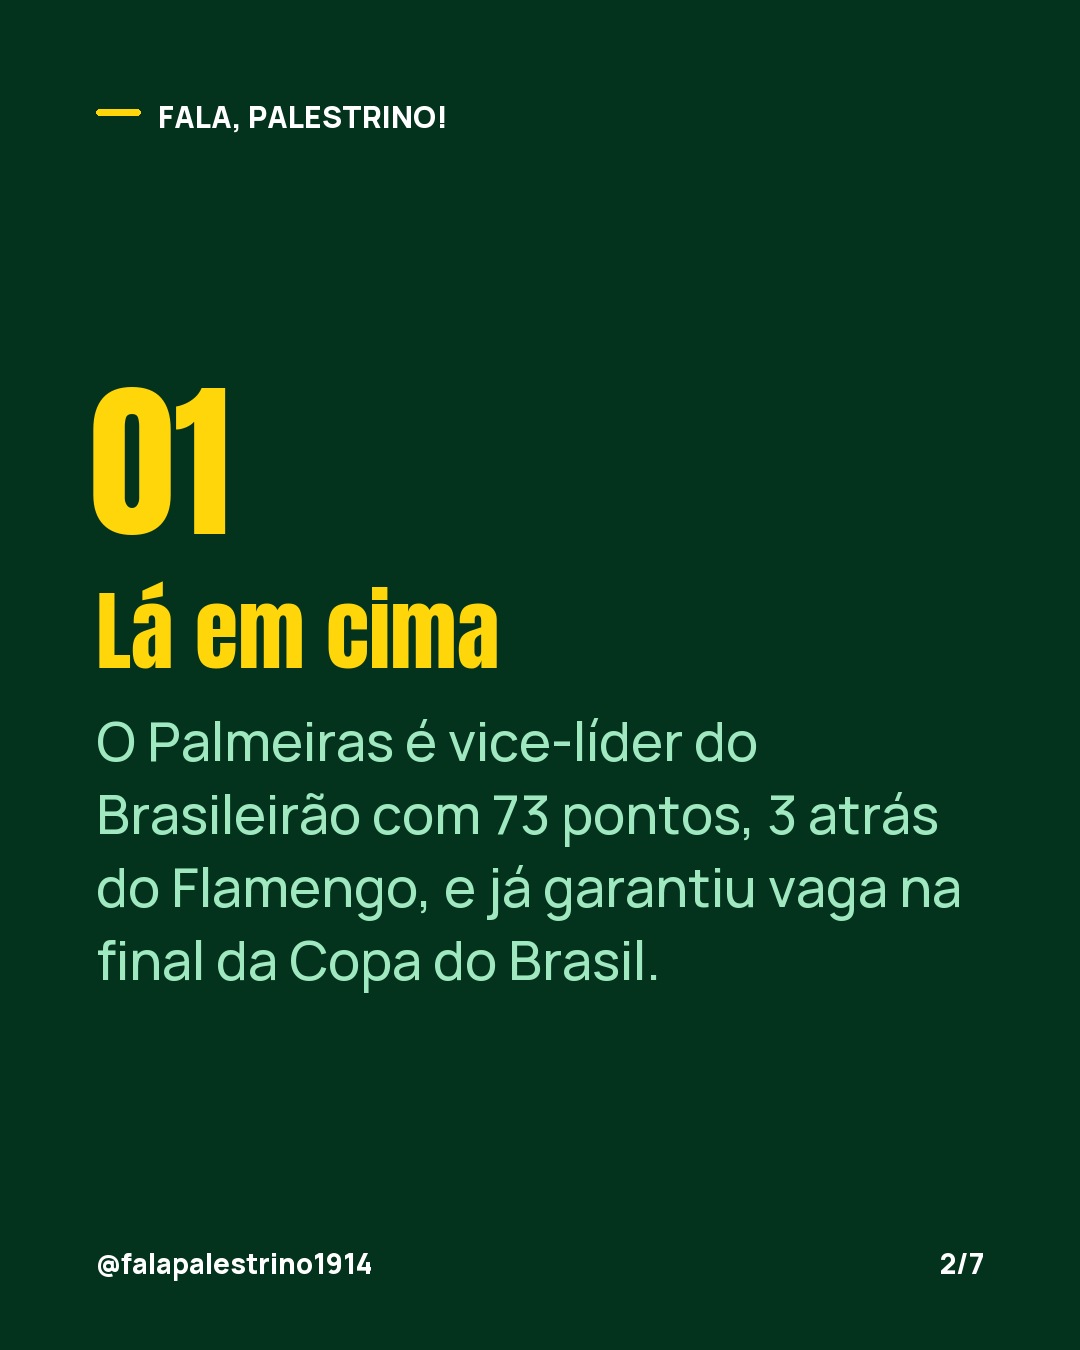 FALA, PALESTRINO!
01
Lá em cima
O Palmeiras é vice-líder do
Brasileirão com 73 pontos, 3 atrás
do Flamengo, e já garantiu vaga na
final da Copa do Brasil.
@falapalestrino1914
2/7